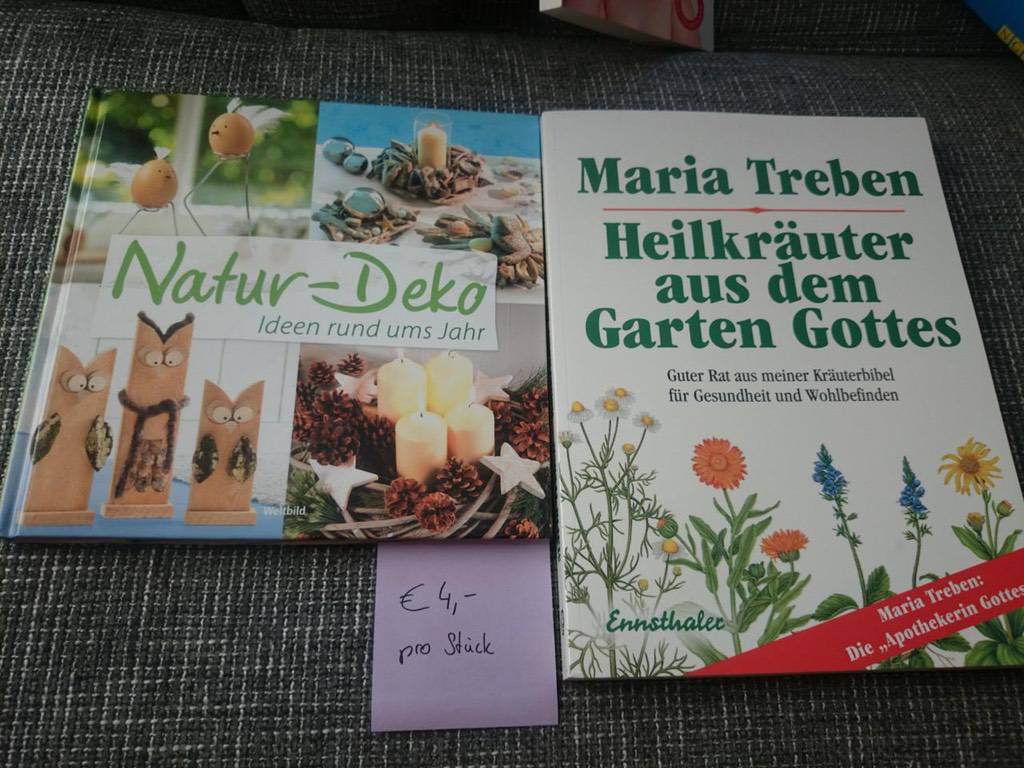 Natur-Deko
Ideen rund ums Jahr
Weltbild
€ 4,-
pro Stück
Maria Treben
Heilkräuter
aus dem
Garten Gottes
Guter Rat aus meiner Kräuterbibel
für Gesundheit und Wohlbefinden
Ennsthaler
Maria Treben:
Die „Apothekerin Gottes